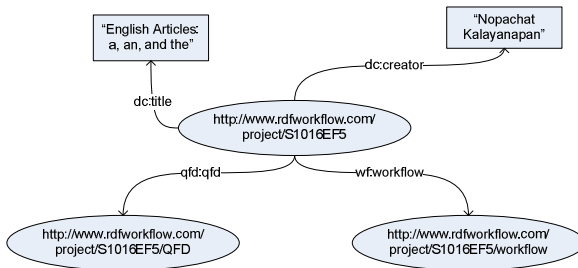 “English Articles:
a, an, and the”
“Nopachat
Kalayanapan”
dc:creator
dc:title
http://www.rdfworkflow.com/
project/S1016EF5
qfd:qfd
wf:workflow
http://www.rdfworkflow.com/
project/S1016EF5/QFD
http://www.rdfworkflow.com/
project/S1016EF5/workflow